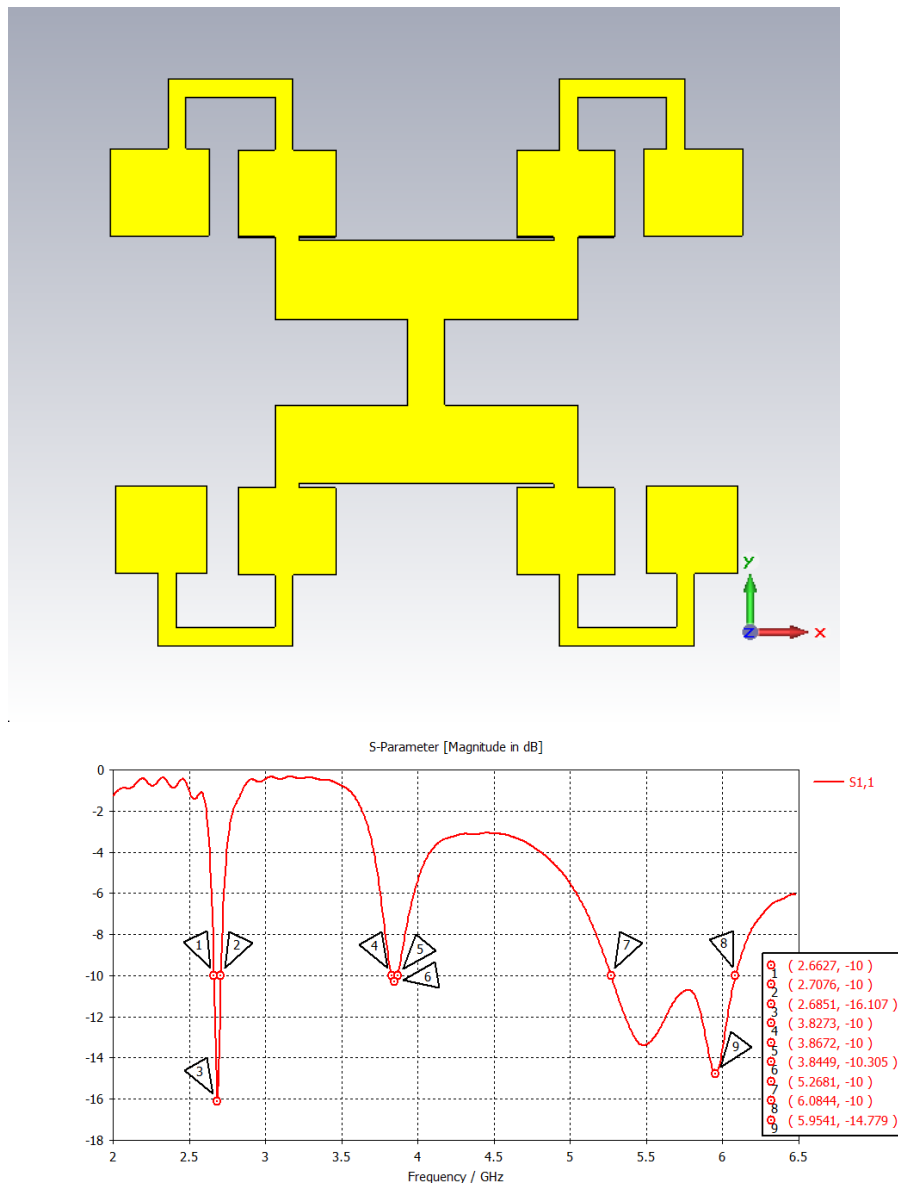 y
z
x
S-Parameter [Magnitude in dB]
0
-2
-4
-6
-8
-10
-12
-14
-16
-18
2
2.5
3
3.5
4
4.5
5
5.5
6
6.5
Frequency / GHz
S1,1
1
2
3
4
5
6
7
8
9
1 ( 2.6627, -10 )
2 ( 2.7076, -10 )
3 ( 2.6851, -16.107 )
4 ( 3.8273, -10 )
5 ( 3.8672, -10 )
6 ( 3.8449, -10.305 )
7 ( 5.2681, -10 )
8 ( 6.0844, -10 )
9 ( 5.9541, -14.779 )